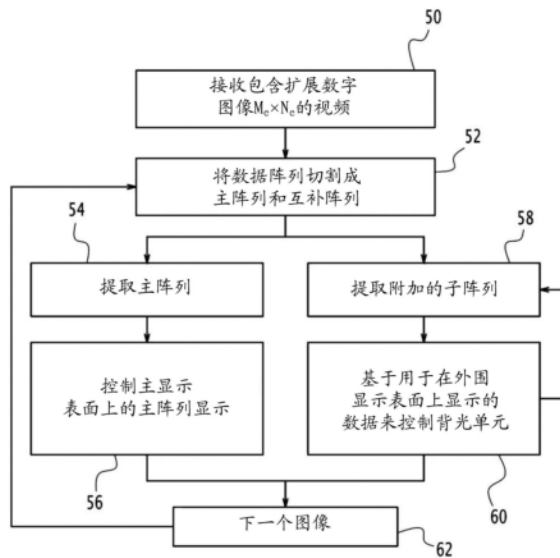 50
接收包含扩展数字
图像Me×Ne的视频
52
将数据阵列切割成
主阵列和互补阵列
54
提取主阵列
58
提取附加的子阵列
控制主显示
表面上的主阵列显示
56
基于用于在外围
显示表面上显示的
数据来控制背光单元
60
下一个图像
62